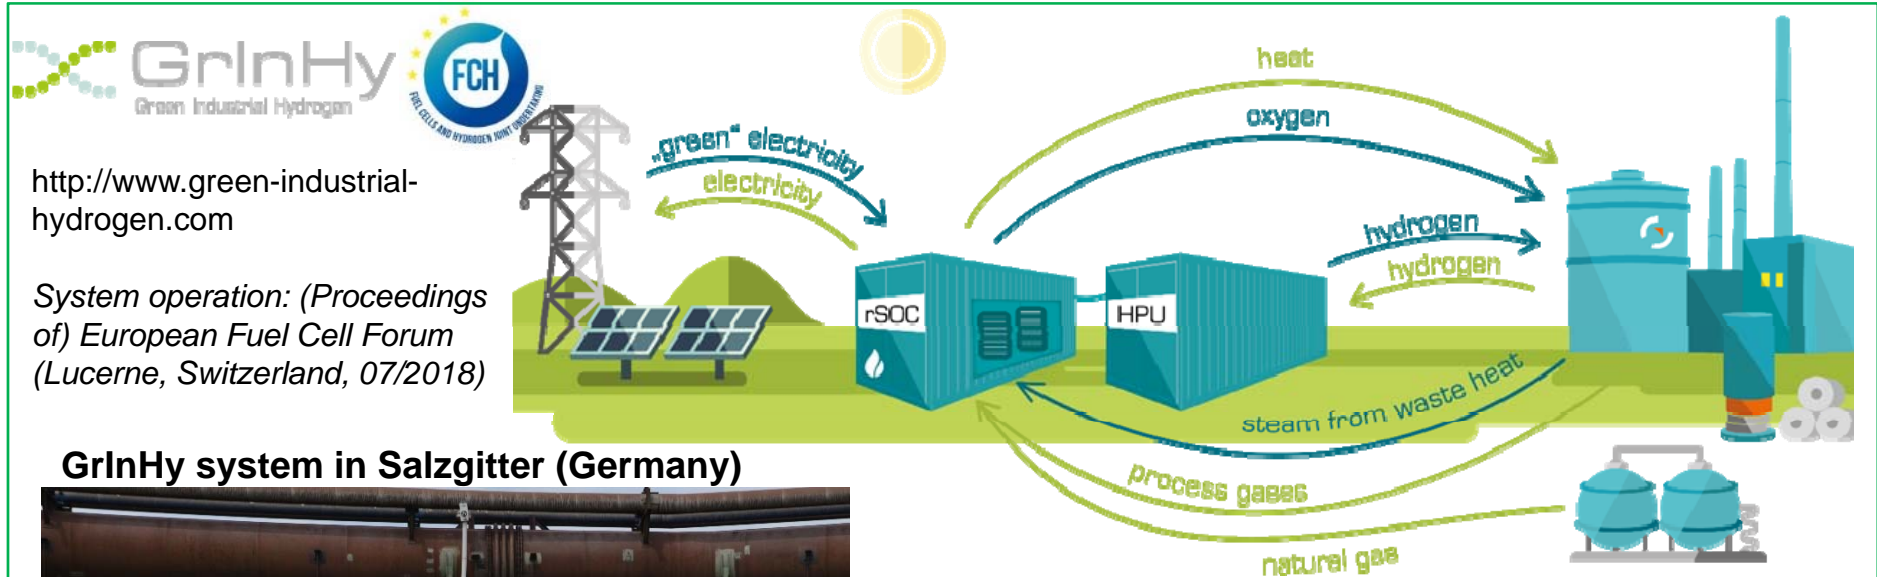 GrInHy
Green Industrial Hydrogen
FCH
FUEL CELLS AND HYDROGEN JOINT UNDERTAKING
http://www.green-industrial-
hydrogen.com
System operation: (Proceedings
of) European Fuel Cell Forum
(Lucerne, Switzerland, 07/2018)
GrInHy system in Salzgitter (Germany)
„green“ electricity
electricity
heat
oxygen
hydrogen
hydrogen
rSOC
HPU
steam from waste heat
process gases
natural gas